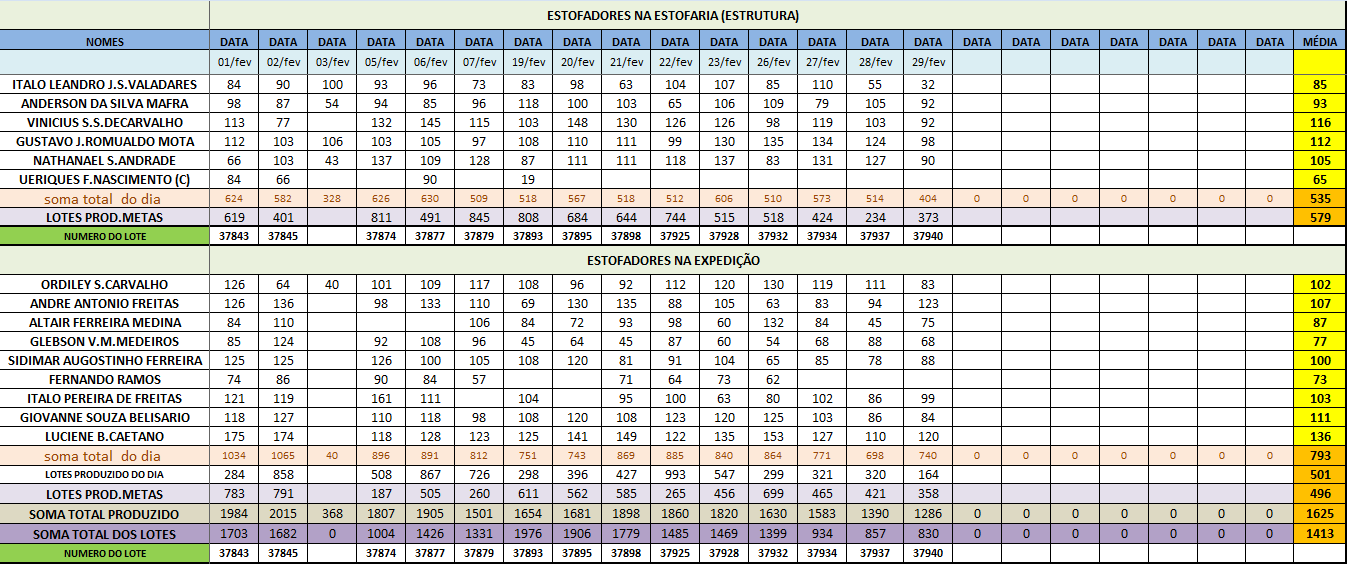 ESTOFADORES NA ESTOFARIA (ESTRUTURA)
NOMES DATA DATA DATA DATA DATA DATA DATA DATA DATA DATA DATA DATA DATA DATA DATA DATA DATA DATA DATA DATA DATA DATA MÉDIA
01/fev 02/fev 03/fev 05/fev 06/fev 07/fev 19/fev 20/fev 21/fev 22/fev 23/fev 26/fev 27/fev 28/fev 29/fev
ITALO LEANDRO J.S.VALADARES 84 90 100 93 96 73 83 98 63 104 107 85 110 55 32 85
ANDERSON DA SILVA MAFRA 98 87 54 94 85 96 118 100 103 65 106 109 79 105 92 93
VINICIUS S.S.DECARVALHO 113 77 132 145 115 103 148 130 126 126 98 119 103 92 116
GUSTAVO J.ROMUALDO MOTA 112 103 106 103 105 97 108 110 111 99 130 135 134 124 98 112
NATHANAEL S.ANDRADE 66 103 43 137 109 128 87 111 111 118 137 83 131 127 90 105
UERIQUES F.NASCIMENTO (C) 84 66 90 19 65
soma total do dia 624 582 328 626 630 509 518 567 518 512 606 510 573 514 404 0 0 0 0 0 0 0 535
LOTES PROD.METAS 619 401 811 491 845 808 684 644 744 515 518 424 234 373 579
NUMERO DO LOTE 37843 37845 37874 37877 37879 37893 37895 37898 37925 37928 37932 37934 37937 37940
ESTOFADORES NA EXPEDIÇÃO
ORDILEY S.CARVALHO 126 64 40 101 109 117 108 96 92 112 120 130 119 111 83 102
ANDRE ANTONIO FREITAS 126 136 98 133 110 69 130 135 88 105 63 83 94 123 107
ALTAIR FERREIRA MEDINA 84 110 106 84 72 93 98 60 132 84 45 75 87
GLEBSON V.M.MEDEIROS 85 124 92 108 96 45 64 45 87 60 54 68 88 68 77
SIDIMAR AUGOSTINHO FERREIRA 125 125 126 100 105 108 120 81 91 104 65 85 78 88 100
FERNANDO RAMOS 74 86 90 84 57 71 64 73 62 73
ITALO PEREIRA DE FREITAS 121 119 161 111 104 95 100 63 80 102 86 99 103
GIOVANNE SOUZA BELISARIO 118 127 110 118 98 108 120 108 123 120 125 103 86 84 111
LUCIENE B.CAETANO 175 174 118 128 123 125 141 149 122 135 153 127 110 120 136
soma total do dia 1034 1065 40 896 891 812 751 743 869 885 840 864 771 698 740 0 0 0 0 0 0 0 793
LOTES PRODUZIDO DO DIA 284 858 508 867 726 298 396 427 993 547 299 321 320 164 501
LOTES PROD.METAS 783 791 187 505 260 611 562 585 265 456 699 465 421 358 496
SOMA TOTAL PRODUZIDO 1984 2015 368 1807 1905 1501 1654 1681 1898 1860 1820 1630 1583 1390 1286 0 0 0 0 0 0 0 1625
SOMA TOTAL DOS LOTES 1703 1682 0 1004 1426 1331 1976 1906 1779 1485 1469 1399 934 857 830 0 0 0 0 0 0 0 1413
NUMERO DO LOTE 37843 37845 37874 37877 37879 37893 37895 37898 37925 37928 37932 37934 37937 37940